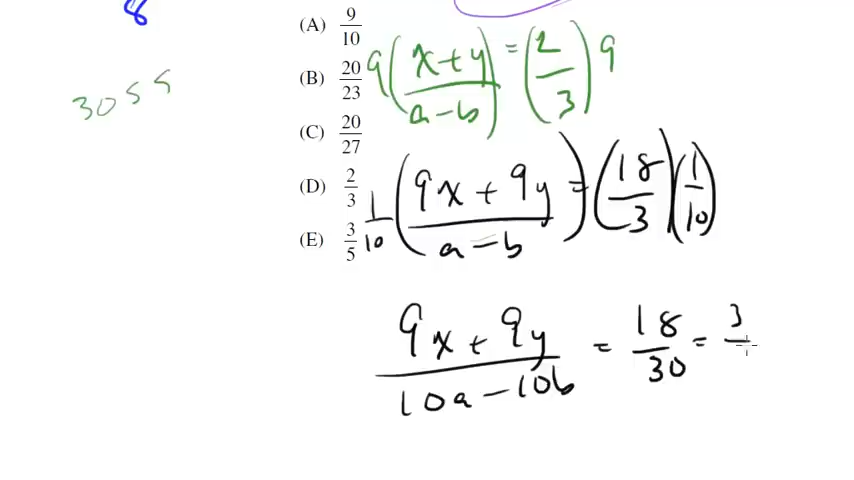 8
3055
(A) 9/10
(B) 20/23
(C) 20/27
(D) 2/3
(E) 3/5
9(x+y/a-b) = (2/3)9
1/10(9x+9y/a-b) = (18/3)(1/10)
9x+9y/10a-10b = 18/30 = 3